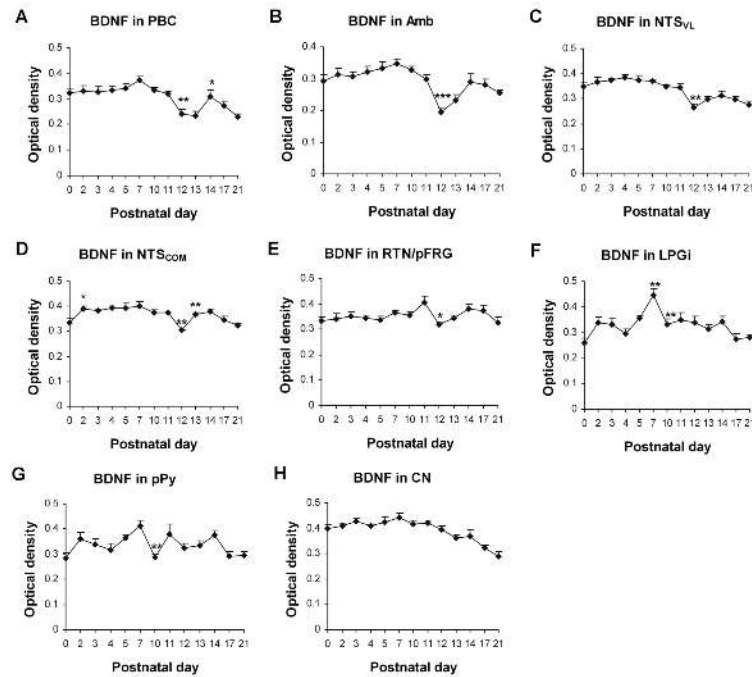 A
BDNF in PBC
Optical density
0.5
0.4
0.3
0.2
0.1
0
**
*
0 2 3 4 5 7 10 11 12 13 14 17 21
Postnatal day
B
BDNF in Amb
Optical density
0.4
0.3
0.2
0.1
0
***
0 2 3 4 5 7 10 11 12 13 14 17 21
Postnatal day
C
BDNF in NTSVL
Optical density
0.5
0.4
0.3
0.2
0.1
0
**
0 2 3 4 5 7 10 11 12 13 14 17 21
Postnatal day
D
BDNF in NTSCOM
Optical density
0.5
0.4
0.3
0.2
0.1
0
*
**
**
0 2 3 4 5 7 10 11 12 13 14 17 21
Postnatal day
E
BDNF in RTN/pFRG
Optical density
0.5
0.4
0.3
0.2
0.1
0
*
0 2 3 4 5 7 10 11 12 13 14 17 21
Postnatal day
F
BDNF in LPGi
Optical density
0.5
0.4
0.3
0.2
0.1
0
**
**
0 2 3 4 5 7 10 11 12 13 14 17 21
Postnatal day
G
BDNF in pPy
Optical density
0.5
0.4
0.3
0.2
0.1
0
**
0 2 3 4 5 7 10 11 12 13 14 17 21
Postnatal day
H
BDNF in CN
Optical density
0.5
0.4
0.3
0.2
0.1
0
0 2 3 4 5 7 10 11 12 13 14 17 21
Postnatal day